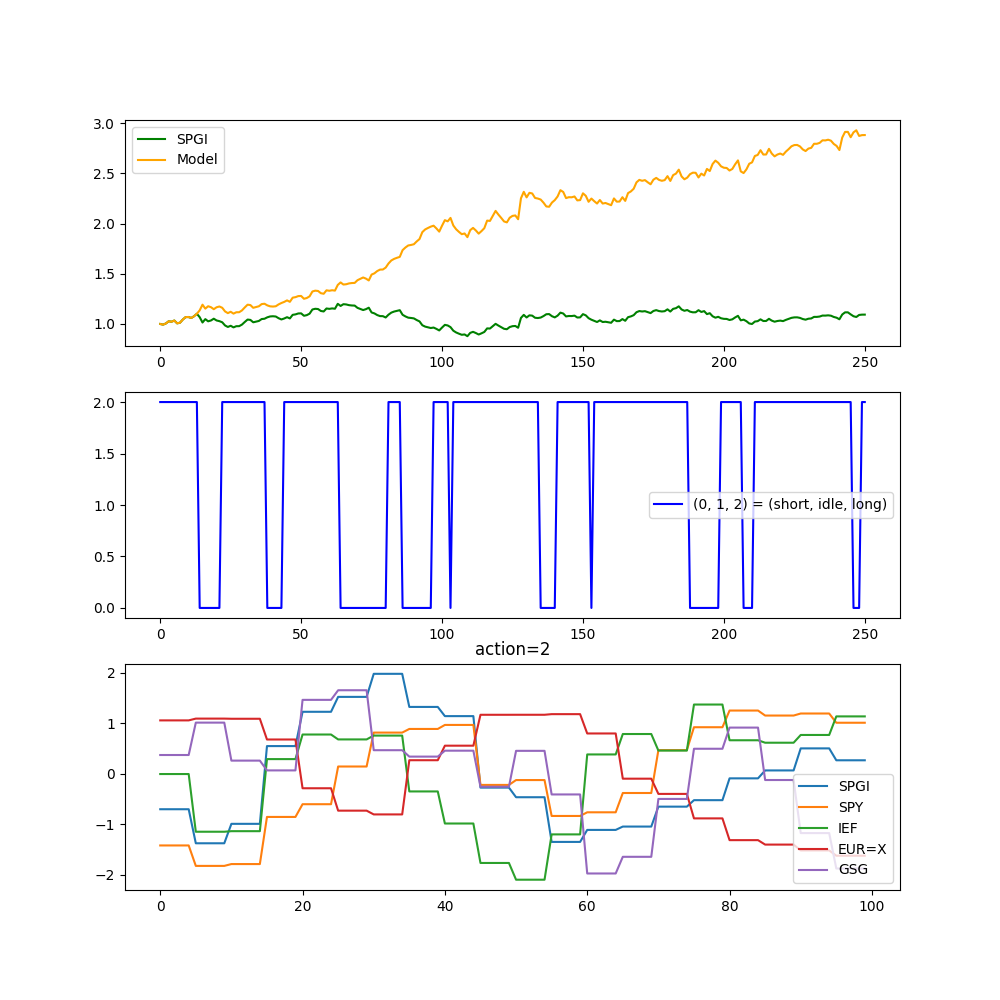 3.0
2.5
2.0
1.5
1.0
SPGI
Model
0 50 100 150 200 250
2.0
1.5
1.0
0.5
0.0
(0, 1, 2) = (short, idle, long)
0 50 100 150 200 250
action=2
2
1
0
−1
−2
SPGI
SPY
IEF
EUR=X
GSG
0 20 40 60 80 100